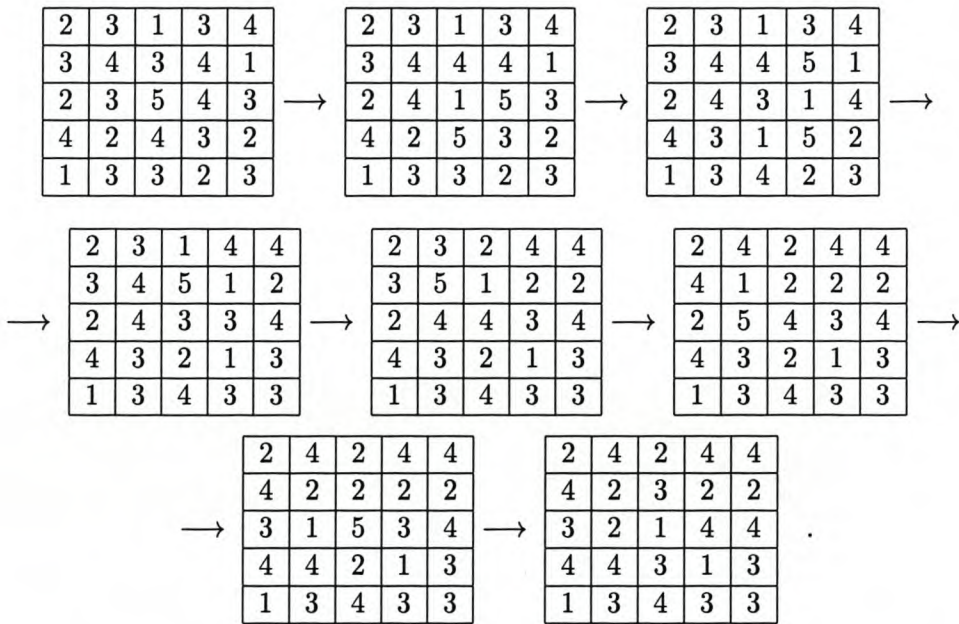 2 3 1 3 4 2 3 1 3 4 2 3 1 3 4
3 4 3 4 1 3 4 4 4 1 3 4 4 5 1
2 3 5 4 3 → 2 4 1 5 3 → 2 4 3 1 4 →
4 2 4 3 2 4 2 5 3 2 4 3 1 5 2
1 3 3 2 3 1 3 3 2 3 1 3 4 2 3
2 3 1 4 4 2 3 2 4 4 2 4 2 4 4
3 4 5 1 2 3 5 1 2 2 4 1 2 2 2
→ 2 4 3 3 4 → 2 4 4 3 4 → 2 5 4 3 4 →
4 3 2 1 3 4 3 2 1 3 4 3 2 1 3
1 3 4 3 3 1 3 4 3 3 1 3 4 3 3
2 4 2 4 4 2 4 2 4 4
4 2 2 2 2 4 2 3 2 2
→ 3 1 5 3 4 → 3 2 1 4 4 .
4 4 2 1 3 4 4 3 1 3
1 3 4 3 3 1 3 4 3 3